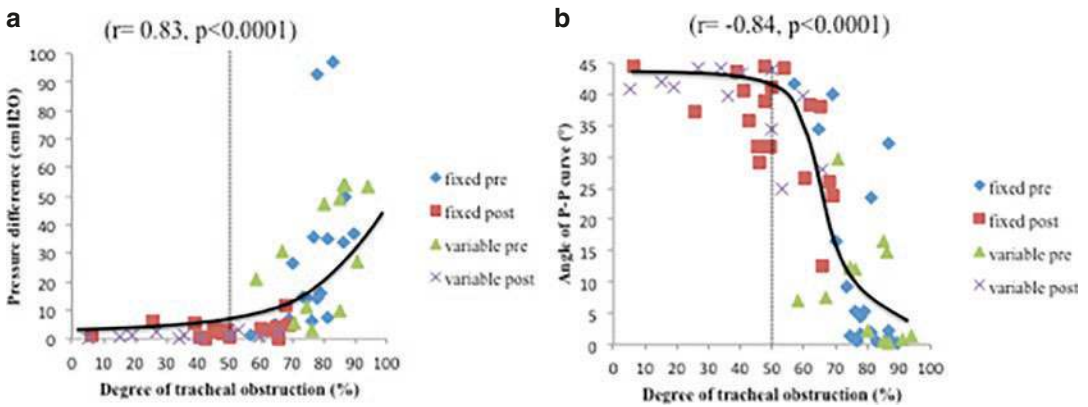 a
(r= 0.83, p<0.0001)
Pressure difference (cmH2O)
100
90
80
70
60
50
40
30
20
10
0
0 10 20 30 40 50 60 70 80 90 100
Degree of tracheal obstruction (%)
fixed pre
fixed post
variable pre
variable post
b
(r= -0.84, p<0.0001)
Angle of P-P curve (°)
45
40
35
30
25
20
15
10
5
0
0 10 20 30 40 50 60 70 80 90 100
Degree of tracheal obstruction (%)
fixed pre
fixed post
variable pre
variable post